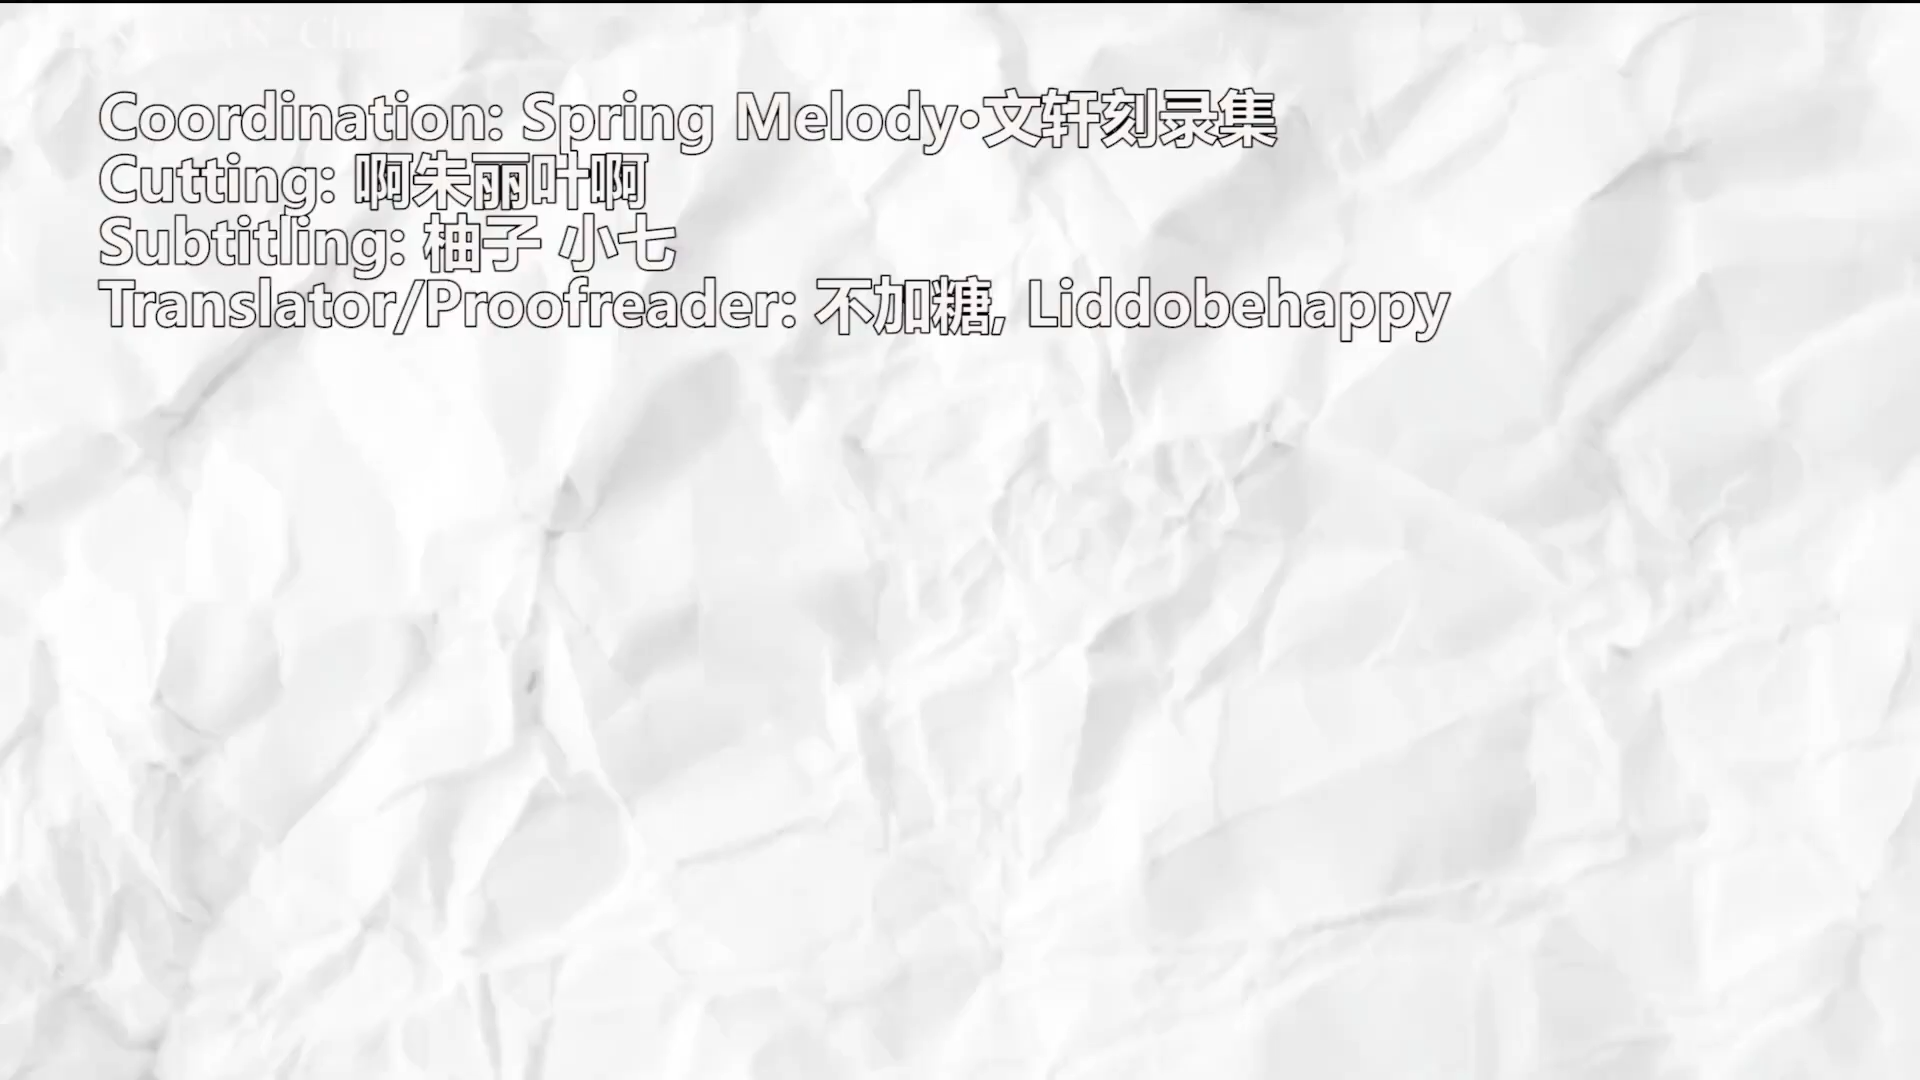 Coordination: Spring Melody•文轩刻录集
Cutting: 啊朱丽叶啊
Subtitling: 柚子 小七
Translator/Proofreader: 不加糖, Liddobehappy